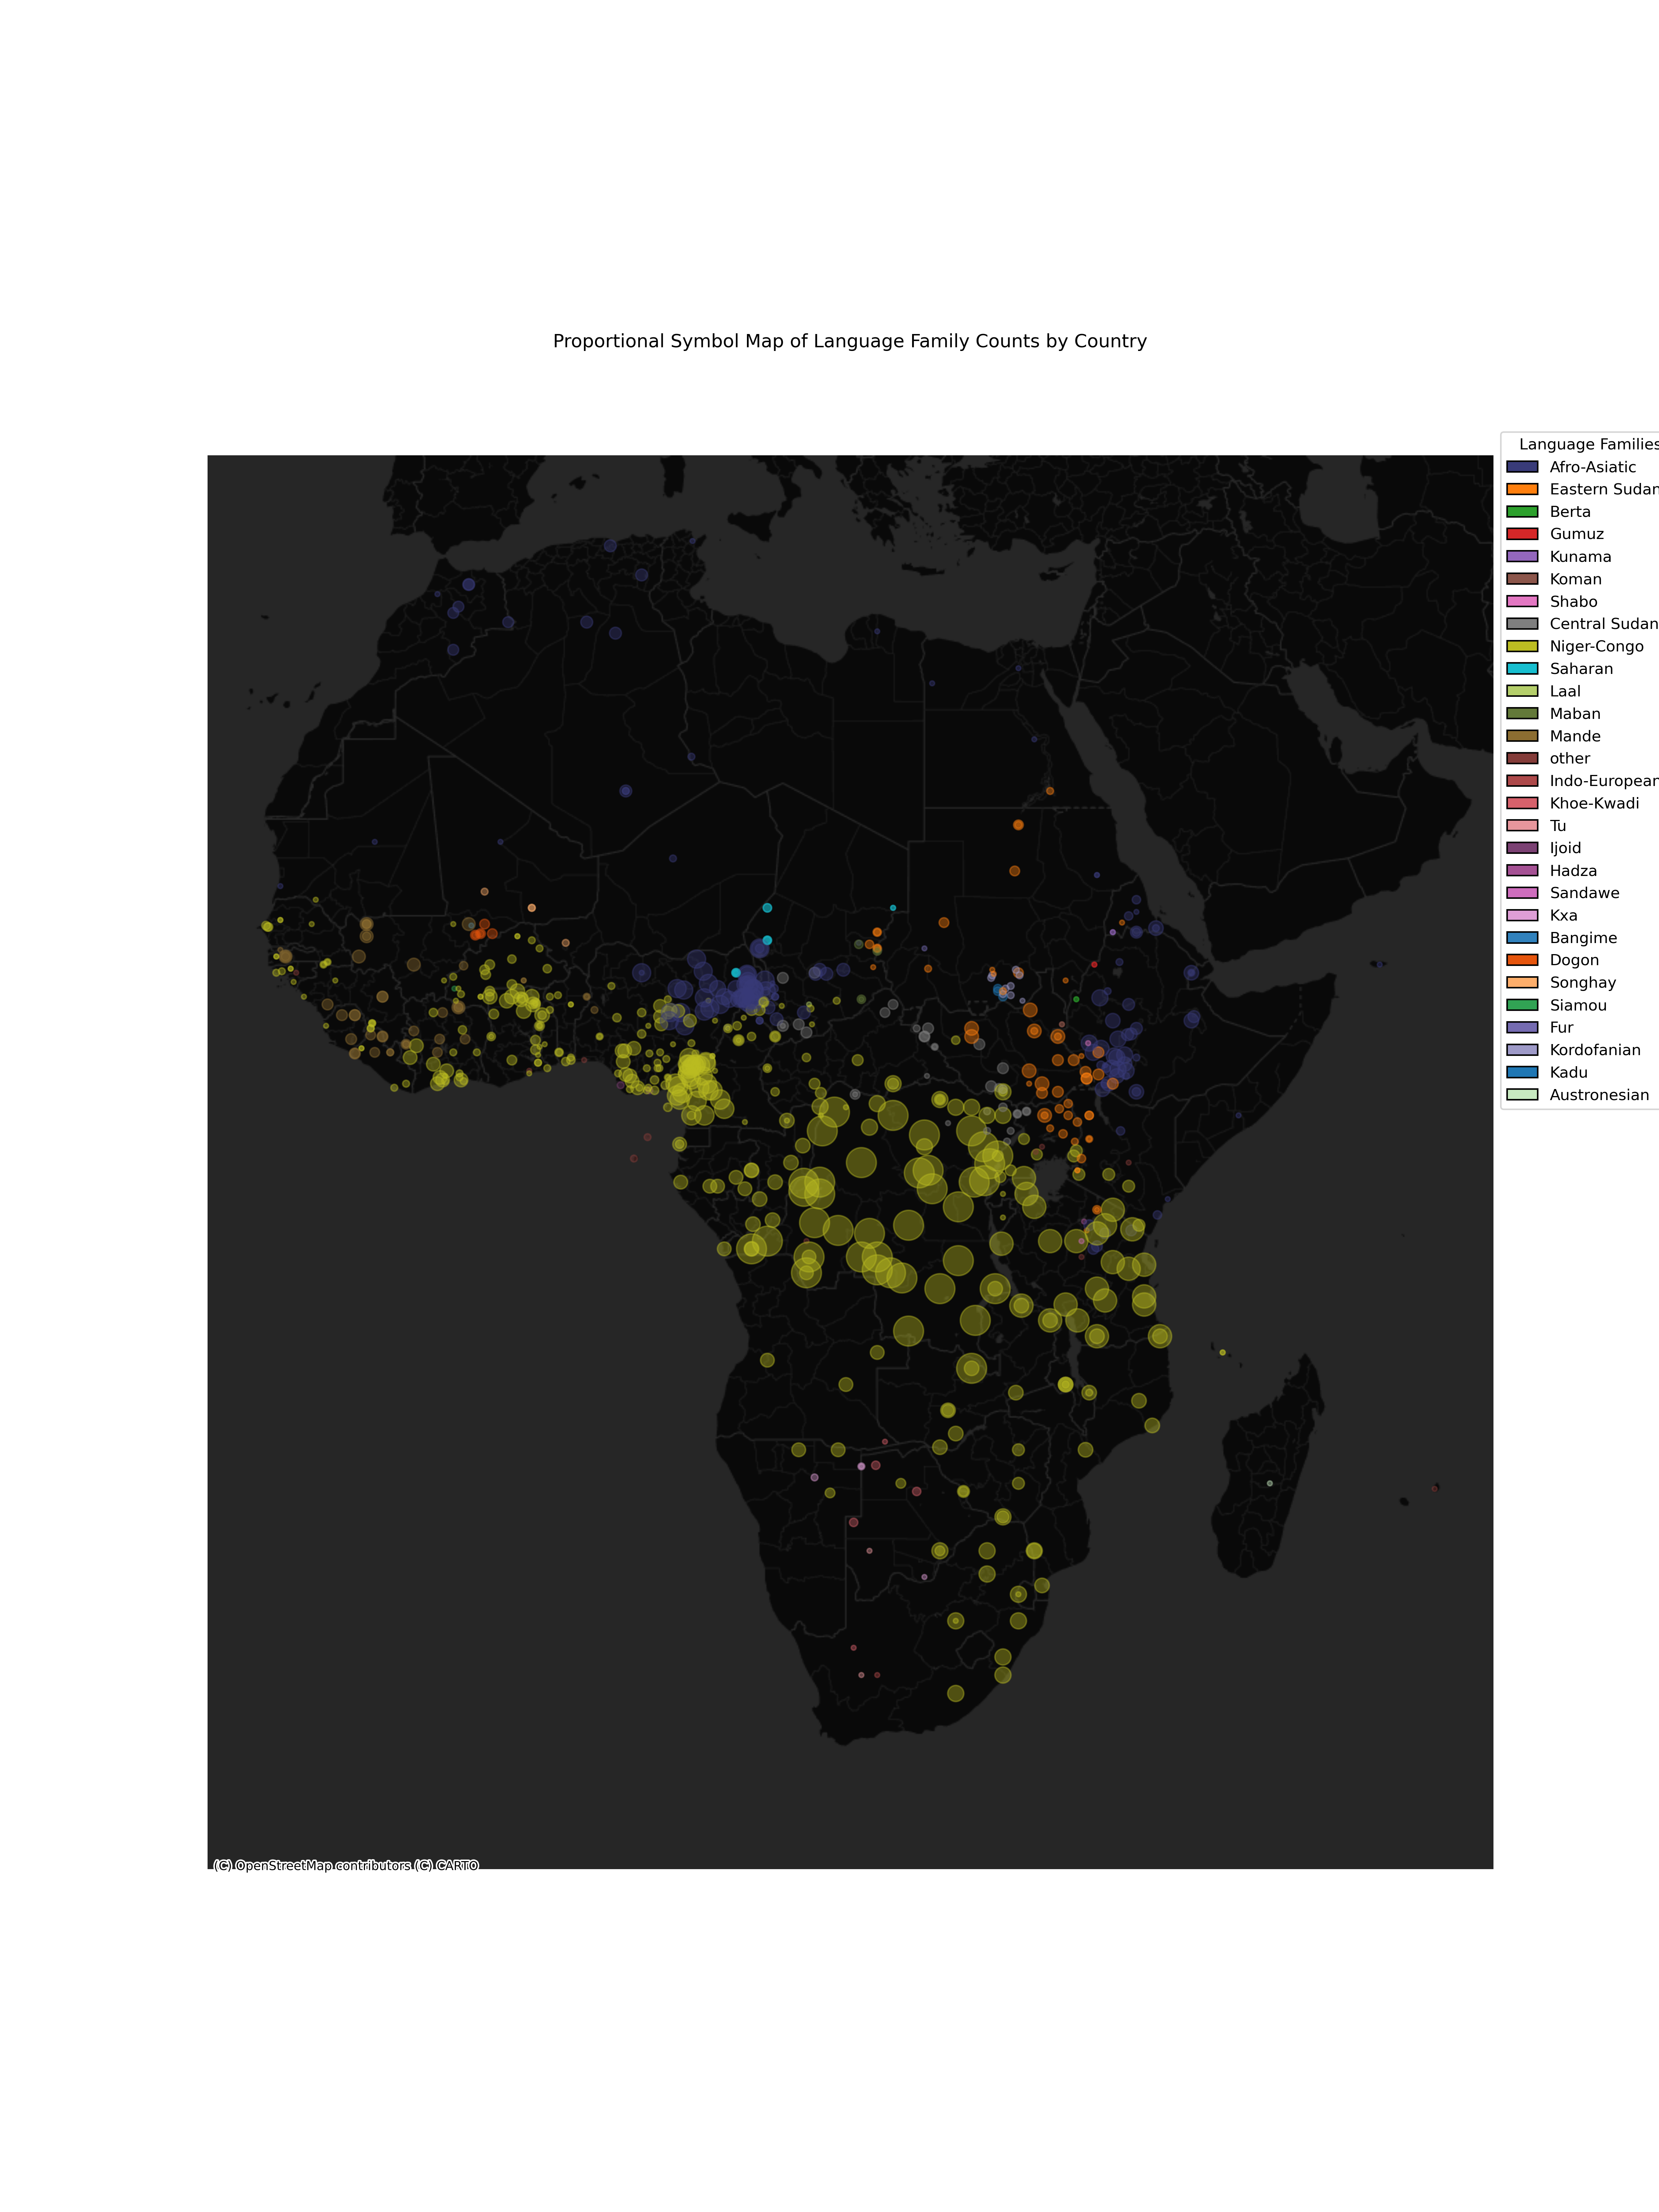 Proportional Symbol Map of Language Family Counts by Country
Language Families
Afro-Asiatic
Eastern Sudan
Berta
Gumuz
Kunama
Koman
Shabo
Central Sudan
Niger-Congo
Saharan
Laal
Maban
Mande
other
Indo-European
Khoe-Kwadi
Tu
Ijoid
Hadza
Sandawe
Kxa
Bangime
Dogon
Songhay
Siamou
Fur
Kordofanian
Kadu
Austronesian
(C) OpenStreetMap contributors (C) CARTO